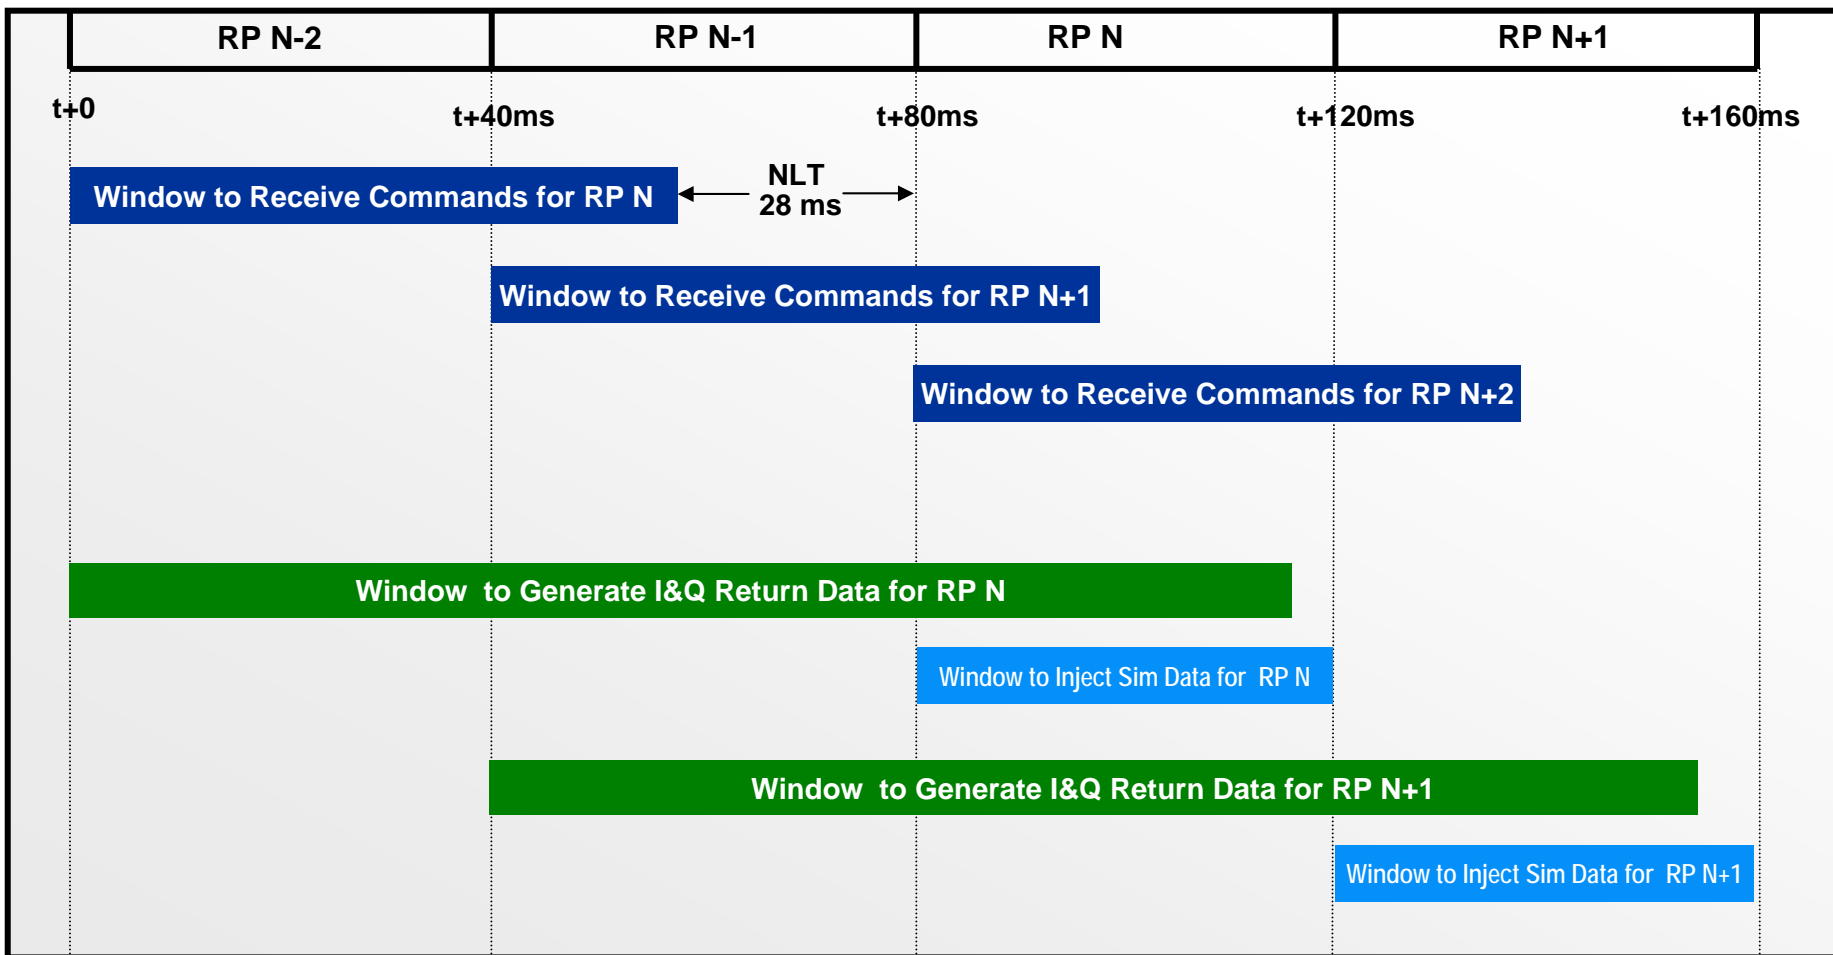 RP N-2
RP N-1
RP N
RP N+1
t+0
t+40ms
t+80ms
t+120ms
t+160ms
Window to Receive Commands for RP N
NLT
28 ms
Window to Receive Commands for RP N+1
Window to Receive Commands for RP N+2
Window to Generate I&Q Return Data for RP N
Window to Inject Sim Data for RP N
Window to Generate I&Q Return Data for RP N+1
Window to Inject Sim Data for RP N+1